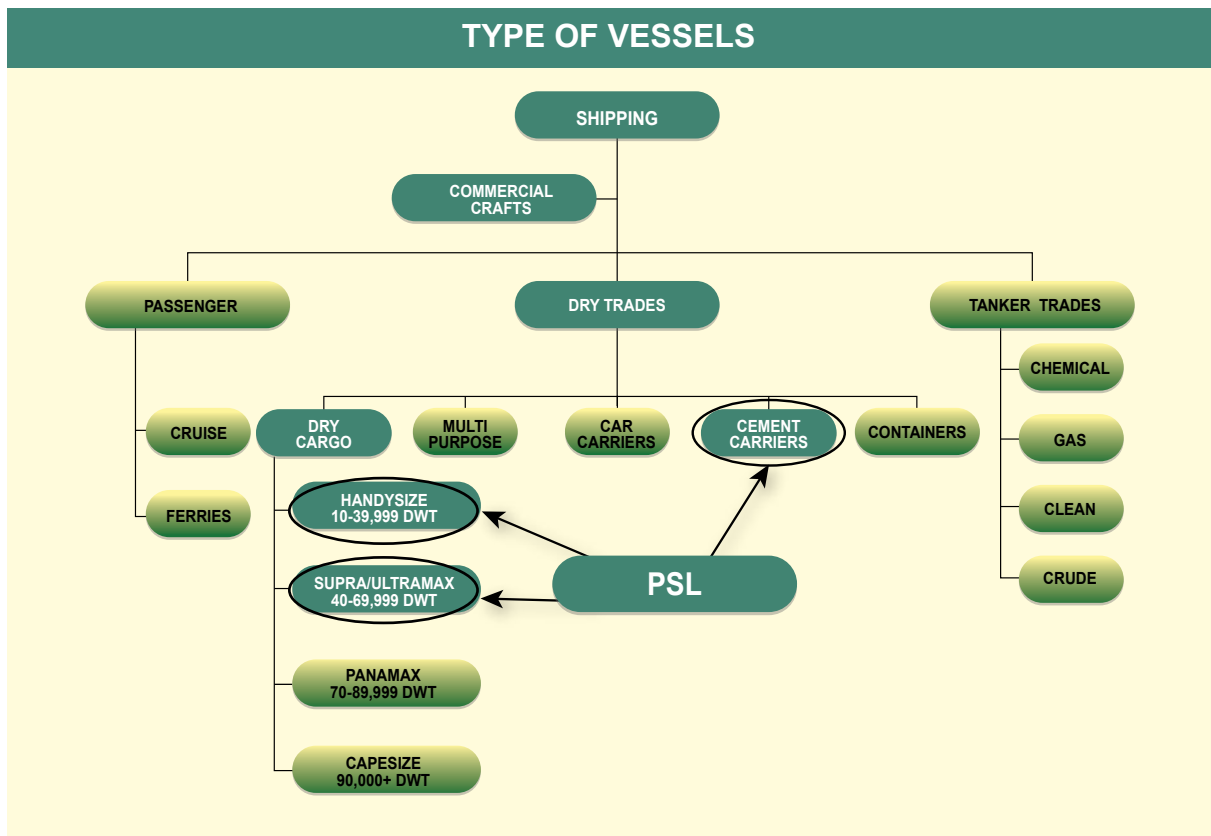 TYPE OF VESSELS
SHIPPING
COMMERCIAL
CRAFTS
PASSENGER
DRY TRADES
TANKER TRADES
CHEMICAL
CRUISE
DRY
CARGO
MULTI
PURPOSE
CAR
CARRIERS
CEMENT
CARRIERS
CONTAINERS
GAS
HANDYSIZE
10-39,999 DWT
FERRIES
CLEAN
SUPRA/ULTRAMAX
40-69,999 DWT
PSL
CRUDE
PANAMAX
70-89,999 DWT
CAPESIZE
90,000+ DWT